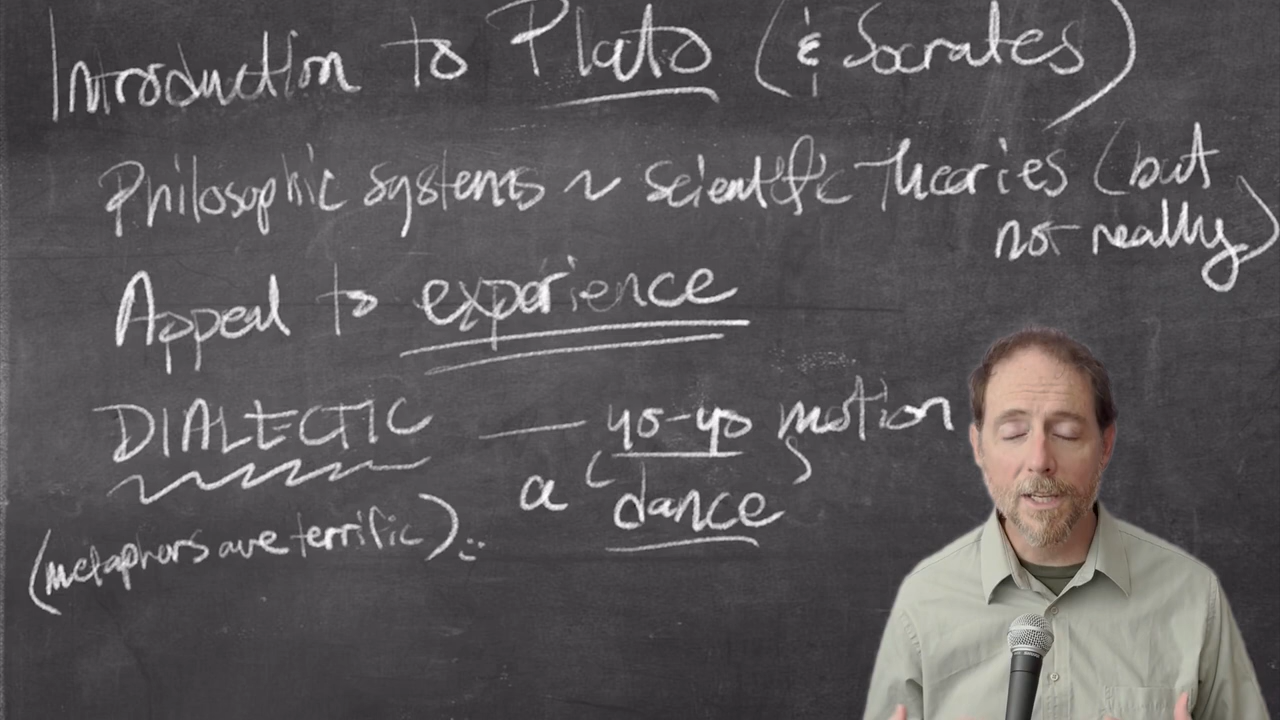 Introduction to Plato (& Socrates)
Philosophic systems ~ scientific Theories (but
not really)
Appeal to experience
DIALECTIC — yo-yo motion
a dance
(metaphors are terrific) :)